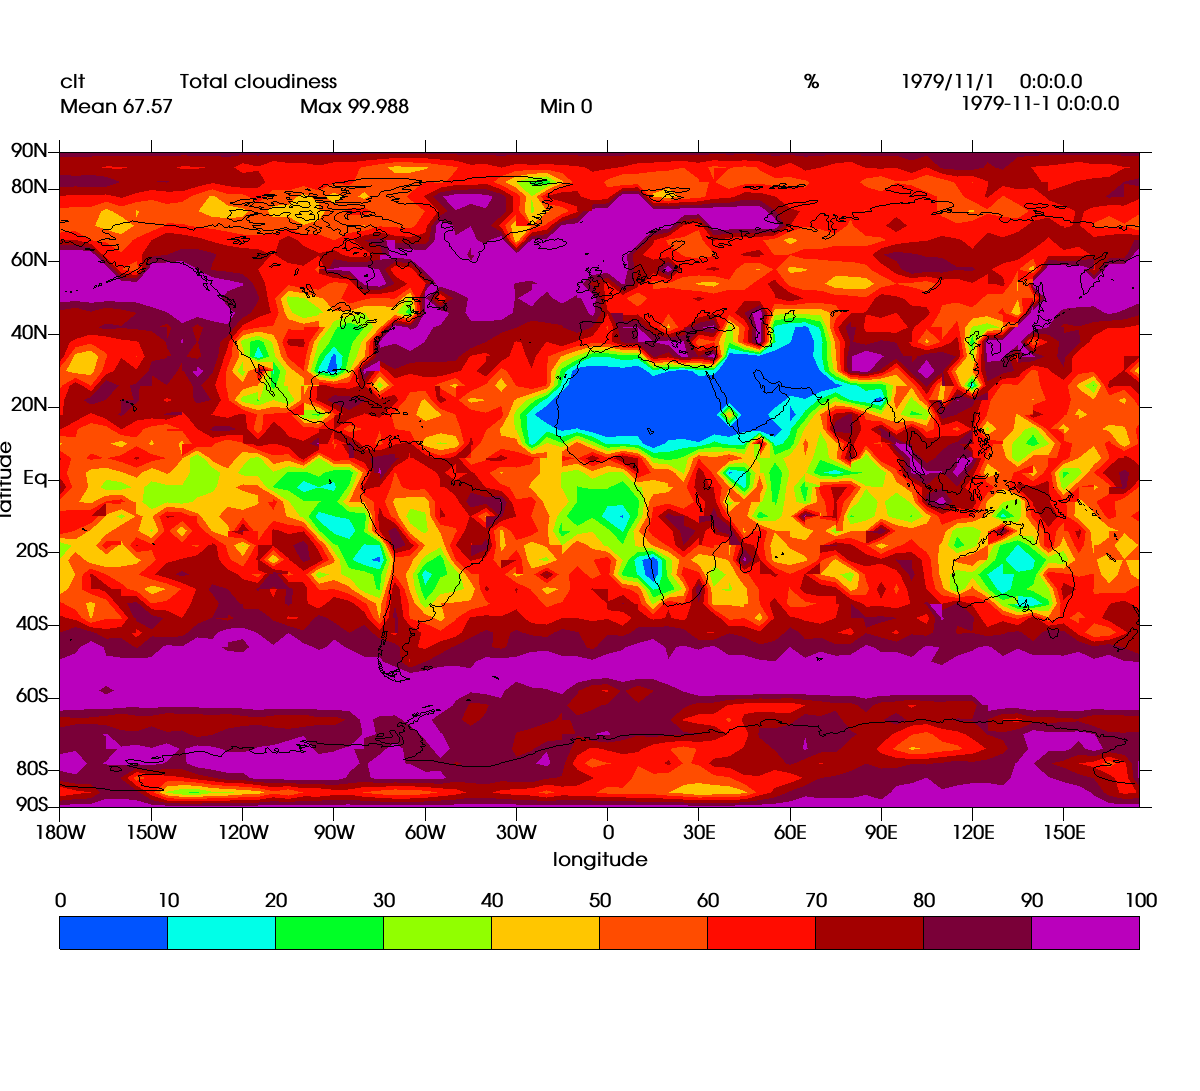 clt Total cloudiness % 1979/11/1 0:0:0.0
Mean 67.57 Max 99.988 Min 0 1979-11-1 0:0:0.0
90N
80N
60N
40N
20N
Eq
20S
40S
60S
80S
90S
latitude
180W 150W 120W 90W 60W 30W 0 30E 60E 90E 120E 150E
longitude
0 10 20 30 40 50 60 70 80 90 100